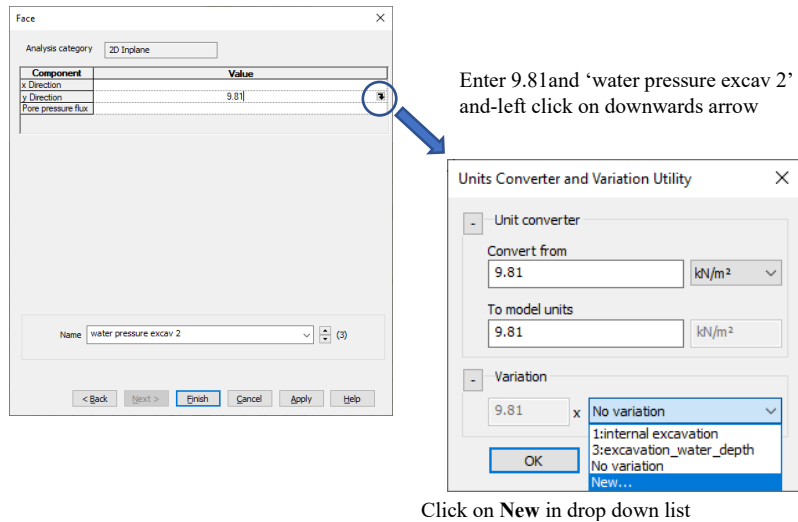 Face
Analysis category 2D Inplane
Component Value
x Direction
y Direction 9.81
Pore pressure flux
Name water pressure excav 2 (3)
< Back Next > Finish Cancel Apply Help
Enter 9.81and ‘water pressure excav 2’
and-left click on downwards arrow
Units Converter and Variation Utility
- Unit converter
Convert from
9.81 kN/m²
To model units
9.81 kN/m²
- Variation
9.81 x No variation
1:internal excavation
3:excavation_water_depth
No variation
New...
OK
Click on New in drop down list